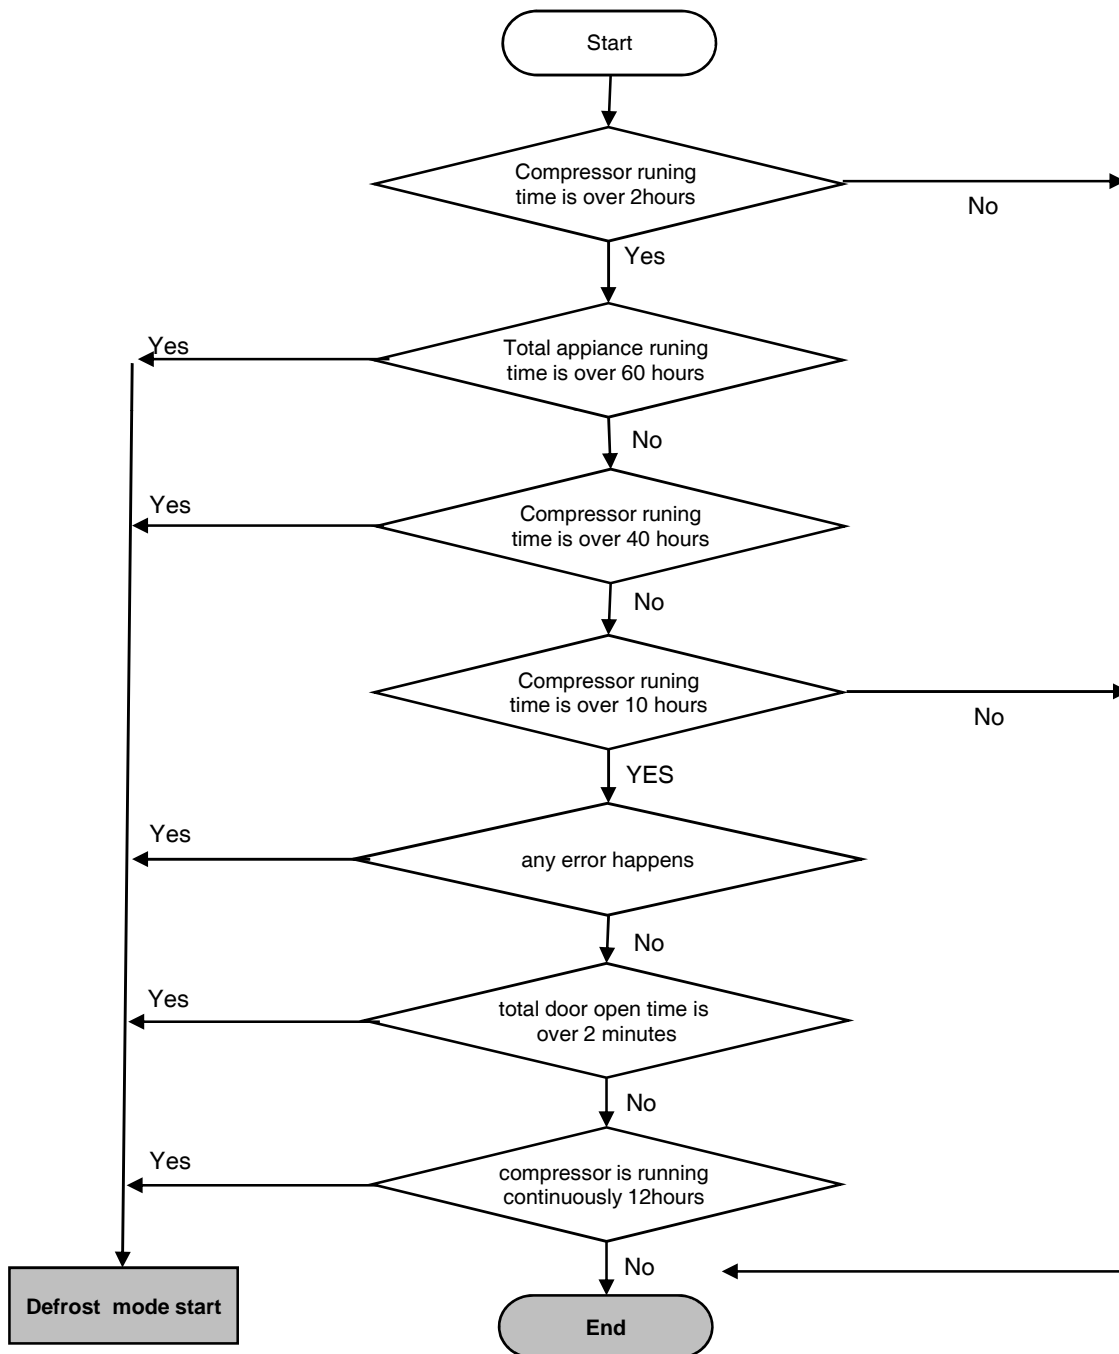 Start
Compressor runing
time is over 2hours
No
Yes
Yes
Total appiance runing
time is over 60 hours
No
Yes
Compressor runing
time is over 40 hours
No
Compressor runing
time is over 10 hours
No
YES
Yes
any error happens
No
Yes
total door open time is
over 2 minutes
No
Yes
compressor is running
continuously 12hours
No
Defrost mode start
End